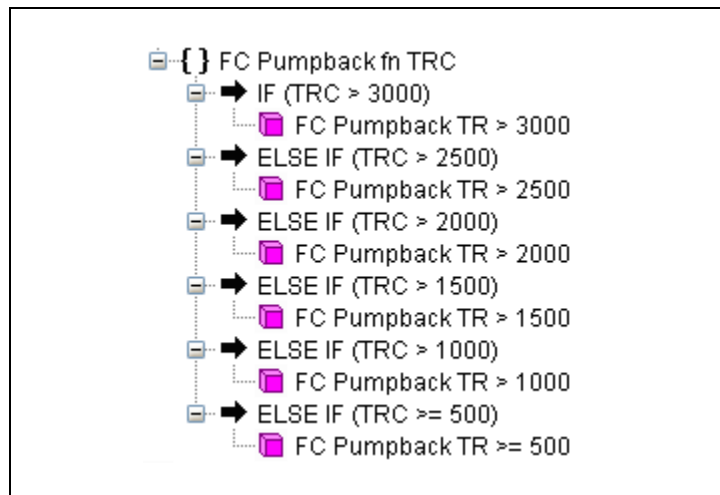 { } FC Pumpback fn TRC
IF (TRC > 3000)
FC Pumpback TR > 3000
ELSE IF (TRC > 2500)
FC Pumpback TR > 2500
ELSE IF (TRC > 2000)
FC Pumpback TR > 2000
ELSE IF (TRC > 1500)
FC Pumpback TR > 1500
ELSE IF (TRC > 1000)
FC Pumpback TR > 1000
ELSE IF (TRC >= 500)
FC Pumpback TR >= 500